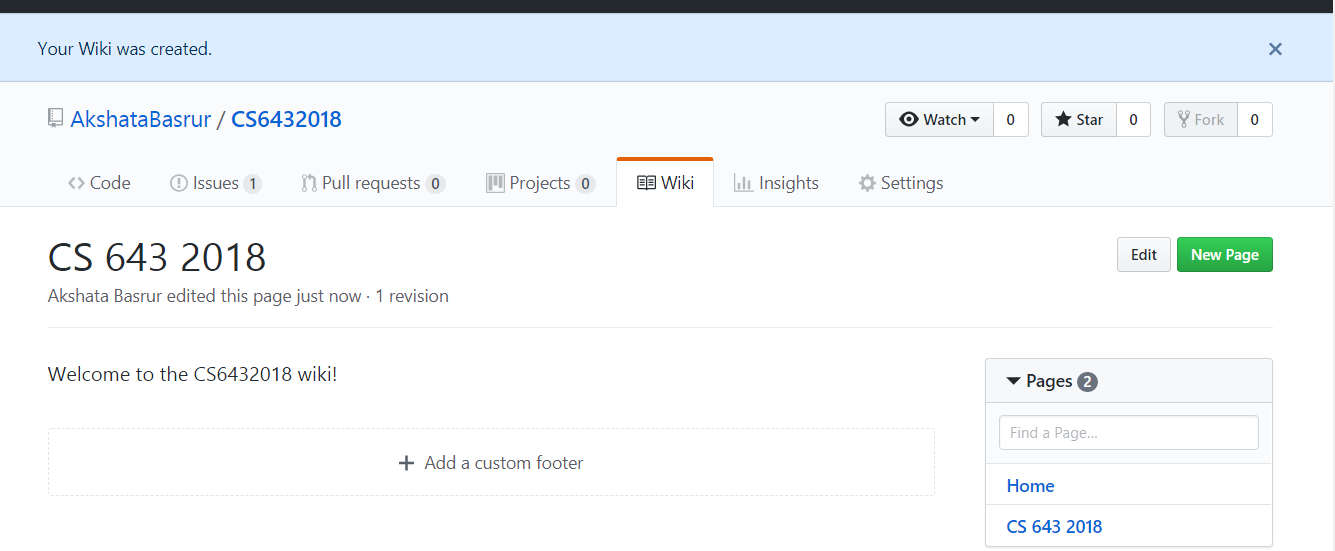 Your Wiki was created.
AkshataBasrur / CS6432018
Watch 0 Star 0 Fork 0
Code Issues 1 Pull requests 0 Projects 0 Wiki Insights Settings
CS 643 2018
Edit New Page
Akshata Basrur edited this page just now · 1 revision
Welcome to the CS6432018 wiki!
Add a custom footer
Pages 2
Find a Page...
Home
CS 643 2018